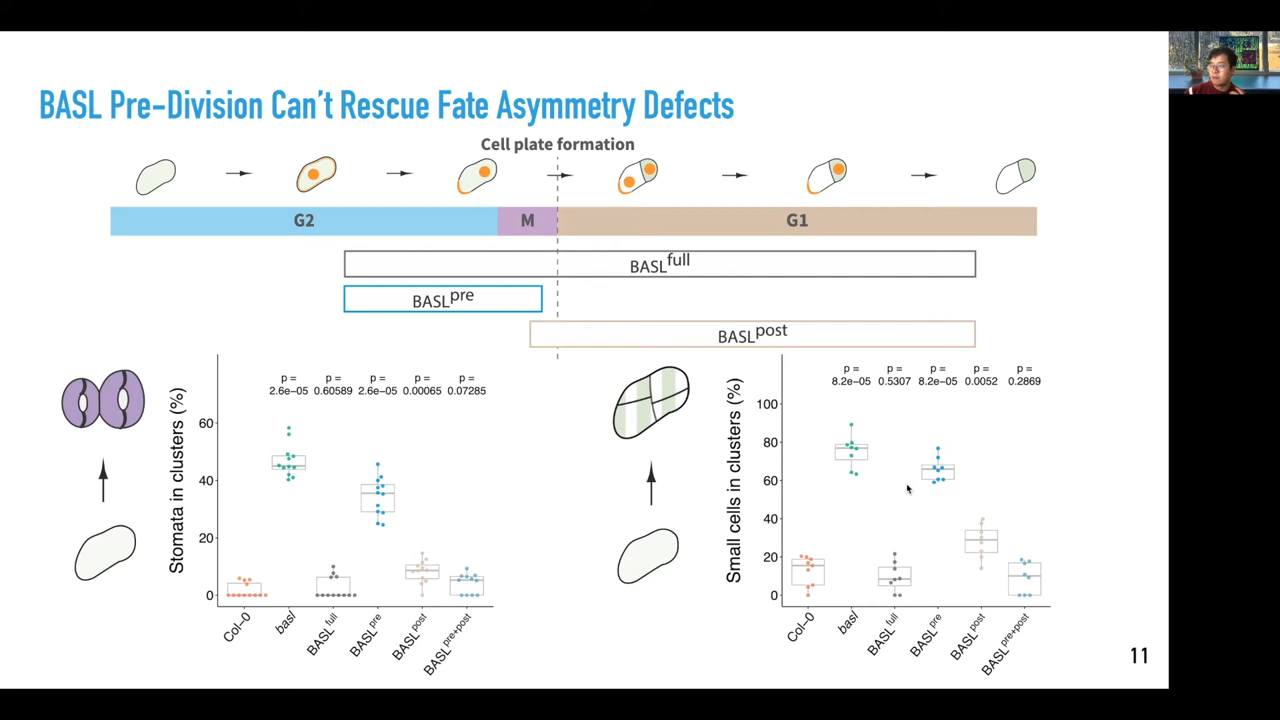 BASL Pre-Division Can't Rescue Fate Asymmetry Defects
Cell plate formation
G2 M G1
BASL^full
BASL^pre
BASL^post
Stomata in clusters (%)
p = p = p = p = p =
2.6e-05 0.60589 2.6e-05 0.00065 0.07285
60
40
20
0
Col-0 basl BASL^full BASL^pre BASL^post BASL^pre+post
Small cells in clusters (%)
p = p = p = p = p =
8.2e-05 0.5307 8.2e-05 0.0052 0.2869
100
80
60
40
20
0
Col-0 basl BASL^full BASL^pre BASL^post BASL^pre+post
11